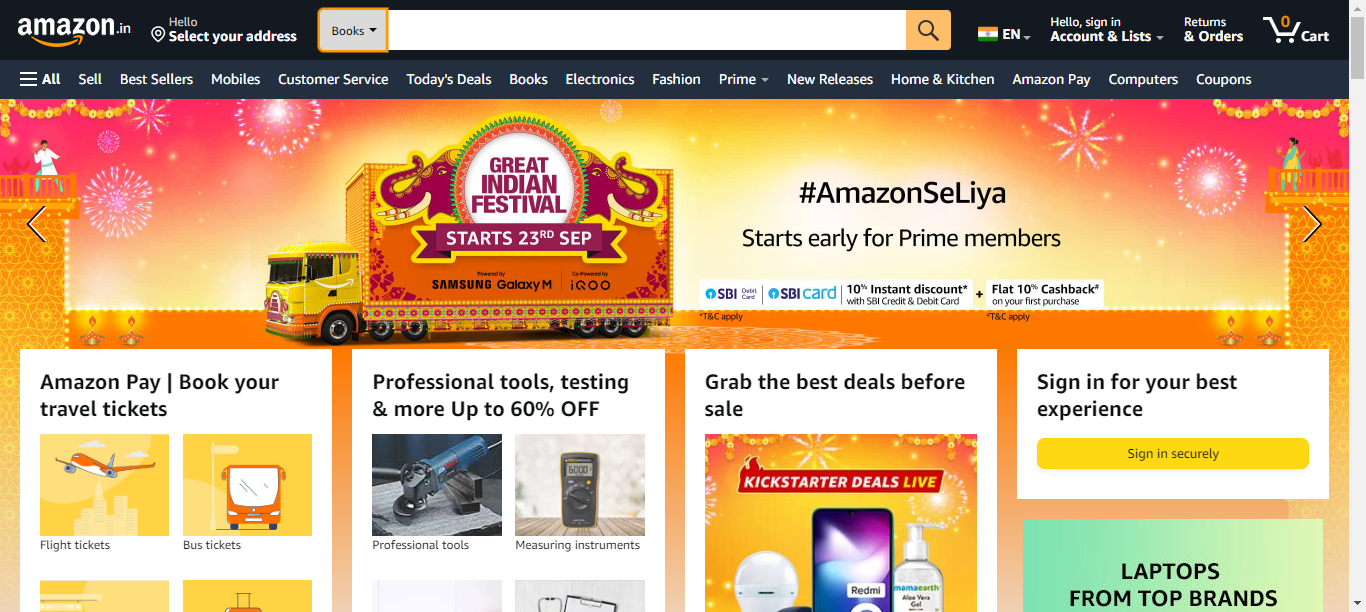 amazon.in
Hello
Select your address
Books
EN
Hello, sign in
Account & Lists
Returns
& Orders
0
Cart
All Sell Best Sellers Mobiles Customer Service Today's Deals Books Electronics Fashion Prime New Releases Home & Kitchen Amazon Pay Computers Coupons
GREAT
INDIAN
FESTIVAL
STARTS 23RD SEP
Powered by
SAMSUNG Galaxy M
Co-Powered by
iQOO
#AmazonSeLiya
Starts early for Prime members
SBI Debit Card
SBI card
10% Instant discount*
with SBI Credit & Debit Card
+
Flat 10% Cashback#
on your first purchase
*T&C apply
#T&C apply
Amazon Pay | Book your
travel tickets
Flight tickets
Bus tickets
Professional tools, testing
& more Up to 60% OFF
6000
Professional tools
Measuring instruments
Grab the best deals before
sale
KICKSTARTER DEALS LIVE
Redmi
mamaearth
Aloe Vera
Gel
Sign in for your best
experience
Sign in securely
LAPTOPS
FROM TOP BRANDS